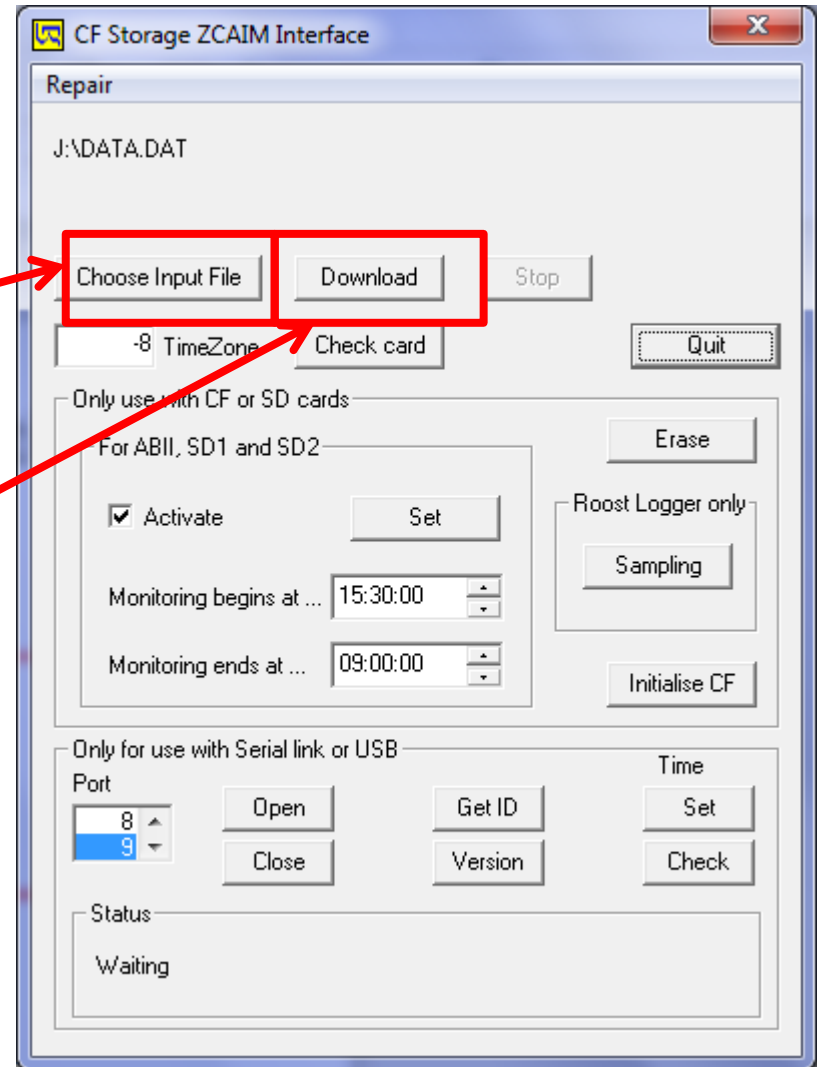 CF Storage ZCAIM Interface
Repair
J:\DATA.DAT
Choose Input File Download Stop
-8 TimeZone Check card Quit
Only use with CF or SD cards
For ABII, SD1 and SD2 Erase
Activate Set Roost Logger only
Sampling
Monitoring begins at ... 15:30:00
Monitoring ends at ... 09:00:00
Initialise CF
Only for use with Serial link or USB
Port Time
8 Open Get ID Set
9 Close Version Check
Status
Waiting